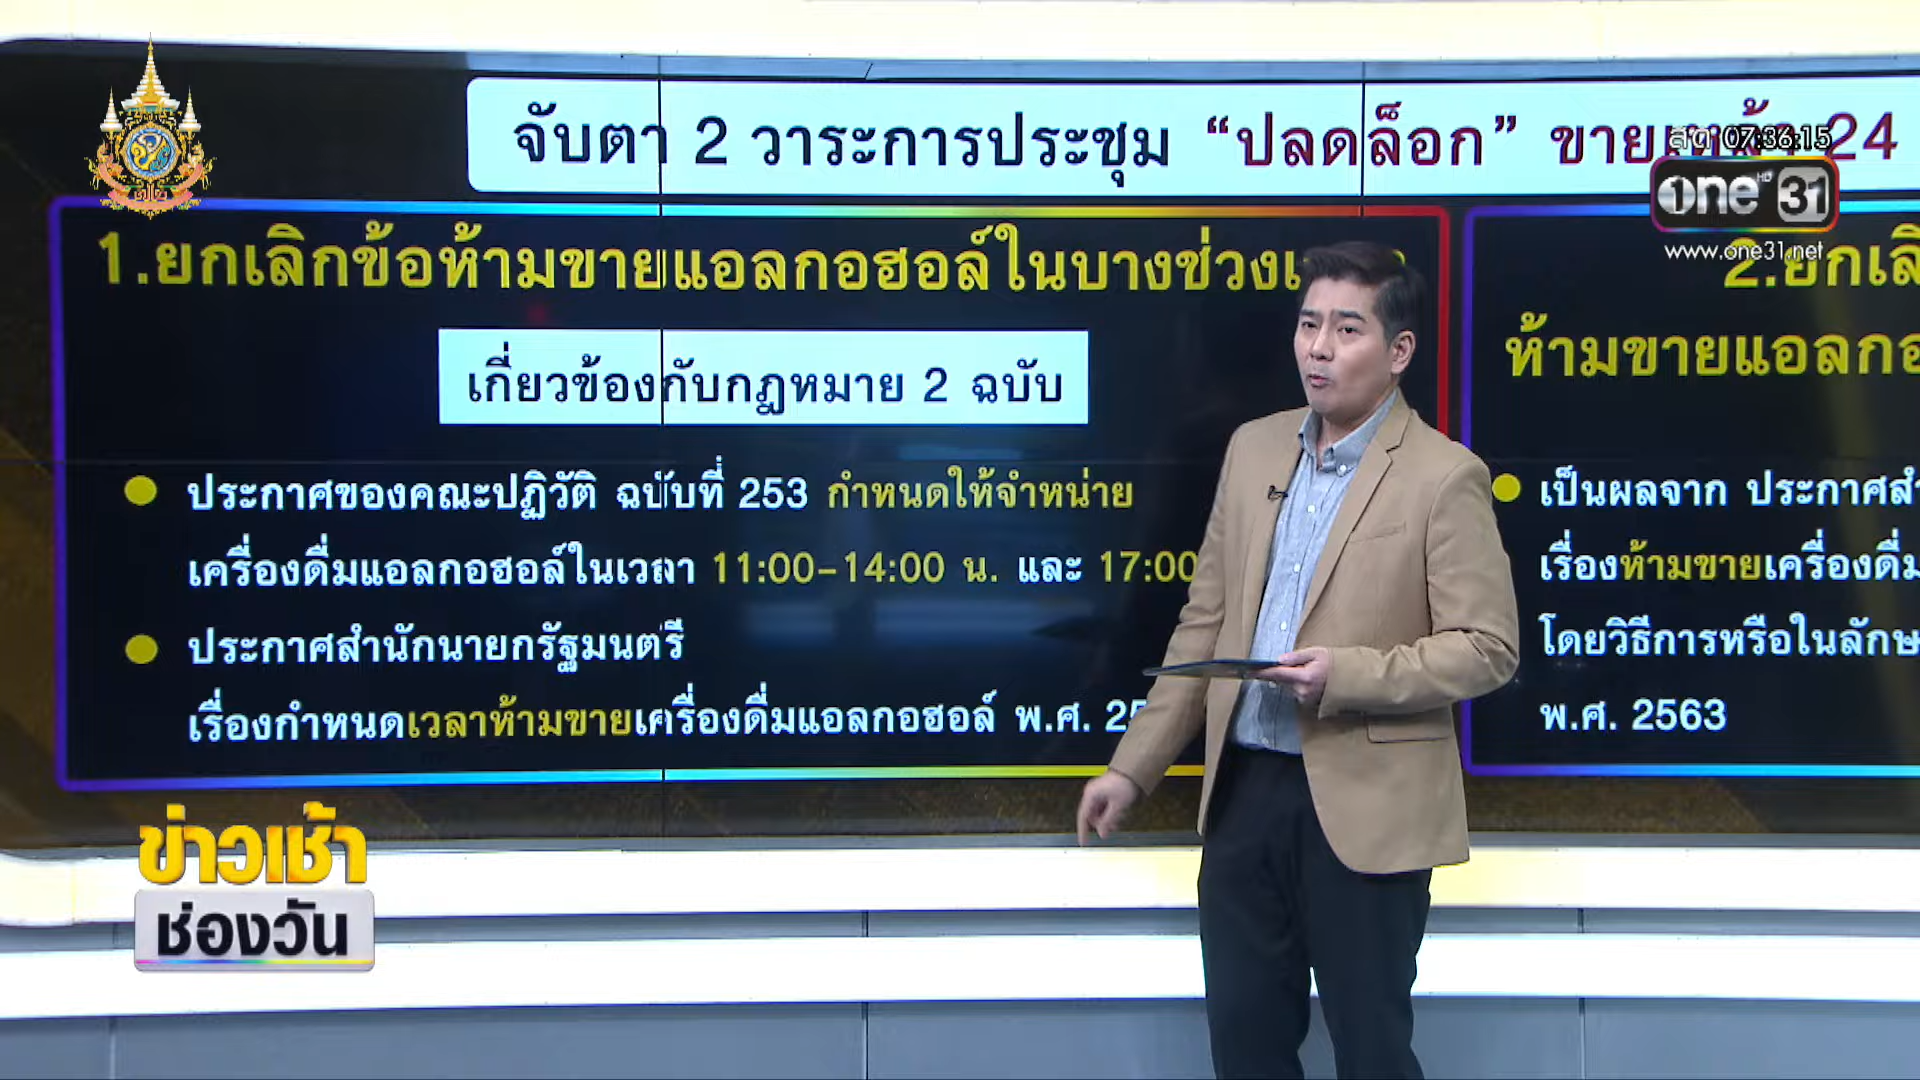 จับตา 2 วาระการประชุม “ปลดล็อก” ขายเหล้า 24
สด 07:36:15
one HD 31
www.one31.net
1.ยกเลิกข้อห้ามขายแอลกอฮอล์ในบางช่วง
เกี่ยวข้องกับกฎหมาย 2 ฉบับ
ประกาศของคณะปฏิวัติ ฉบับที่ 253 กำหนดให้จำหน่าย
เครื่องดื่มแอลกอฮอล์ในเวลา 11:00-14:00 น. และ 17:00
ประกาศสำนักนายกรัฐมนตรี
เรื่องกำหนดเวลาห้ามขายเครื่องดื่มแอลกอฮอล์ พ.ศ.
2.ยกเลิ
ห้ามขายแอลกอ
เป็นผลจาก ประกาศสำ
เรื่องห้ามขายเครื่องดื่ม
โดยวิธีการหรือในลักษ
พ.ศ. 2563
ข่าวเช้า
ช่องวัน